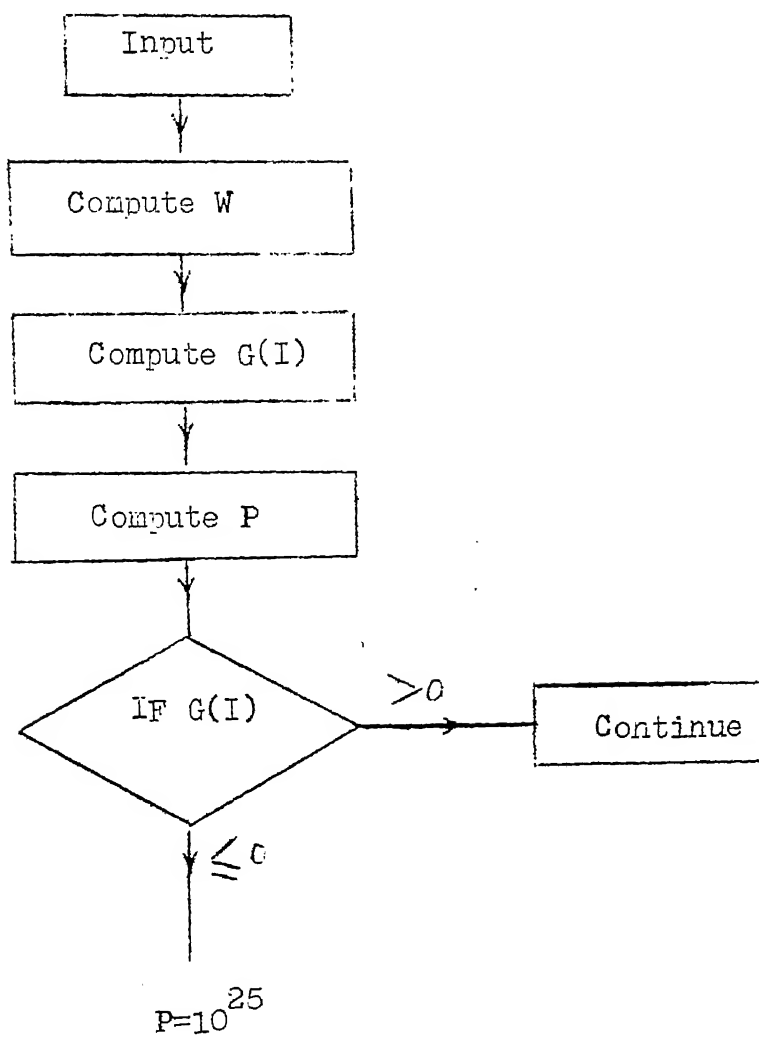 Input
Compute W
Compute G(I)
Compute P
IF G(I)
>0
Continue
≦0
P=10^25